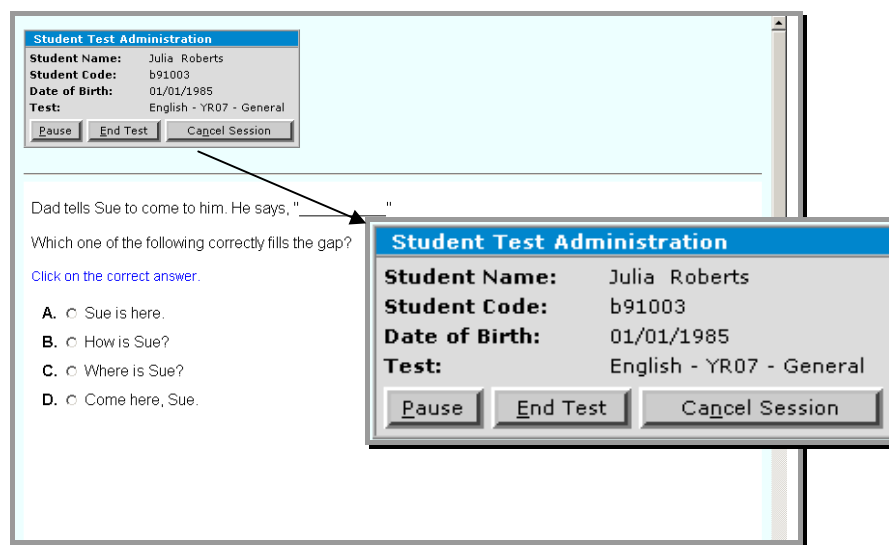 Student Test Administration
Student Name: Julia Roberts
Student Code: b91003
Date of Birth: 01/01/1985
Test: English - YR07 - General
Pause End Test Cancel Session
Dad tells Sue to come to him. He says, "___________"
Which one of the following correctly fills the gap?
Click on the correct answer.
A. Sue is here.
B. How is Sue?
C. Where is Sue?
D. Come here, Sue.
Student Test Administration
Student Name: Julia Roberts
Student Code: b91003
Date of Birth: 01/01/1985
Test: English - YR07 - General
Pause End Test Cancel Session